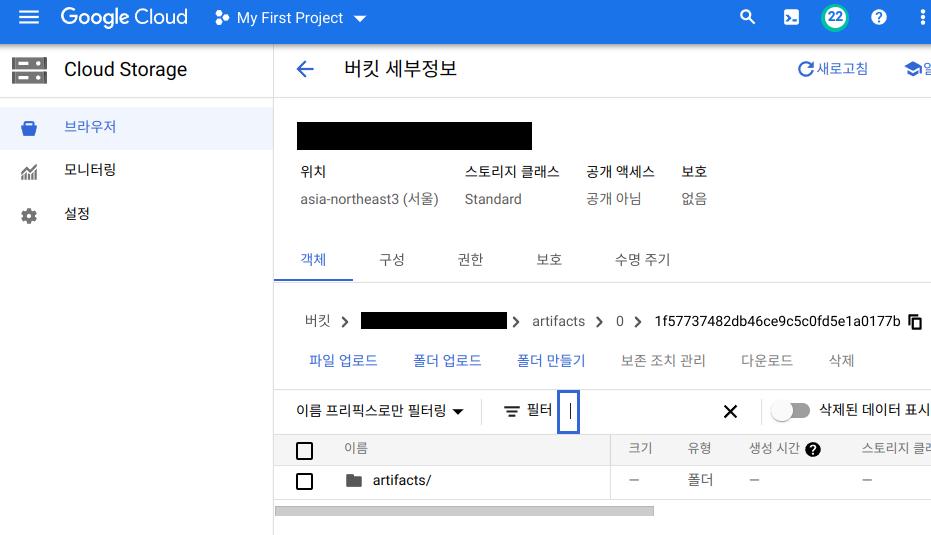 Google Cloud My First Project 22
Cloud Storage
버킷 세부정보
새로고침
브라우저
모니터링
설정
위치 스토리지 클래스 공개 액세스 보호
asia-northeast3 (서울) Standard 공개 아님 없음
객체 구성 권한 보호 수명 주기
버킷 > > artifacts > 0 > 1f57737482db46ce9c5c0fd5e1a0177b
파일 업로드 폴더 업로드 폴더 만들기 보존 조치 관리 다운로드 삭제
이름 프리픽스로만 필터링 필터 삭제된 데이터 표시
이름 크기 유형 생성 시간 스토리지
artifacts/ — 폴더 — —